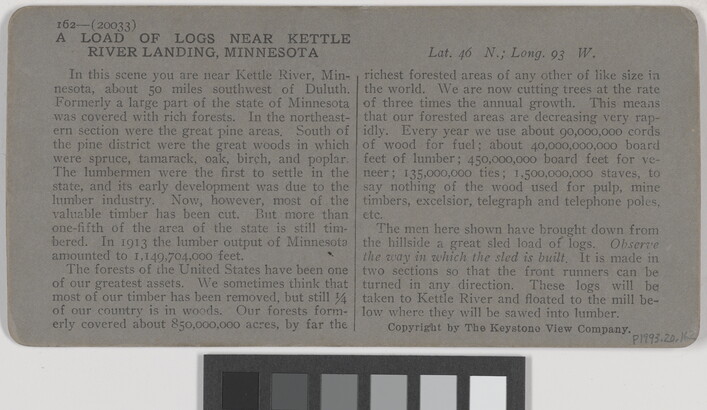 162—(20033)
A LOAD OF LOGS NEAR KETTLE
RIVER LANDING, MINNESOTA
Lat. 46 N.; Long. 93 W.
In this scene you are near Kettle River, Min-
nesota, about 50 miles southwest of Duluth.
Formerly a large part of the state of Minnesota
was covered with rich forests. In the northeast-
ern section were the great pine areas. South of
the pine district were the great woods in which
were spruce, tamarack, oak, birch, and poplar.
The lumbermen were the first to settle in the
state, and its early development was due to the
lumber industry. Now, however, most of the
valuable timber has been cut. But more than
one-fifth of the area of the state is still tim-
bered. In 1913 the lumber output of Minnesota
amounted to 1,149,704,000 feet.
The forests of the United States have been one
of our greatest assets. We sometimes think that
most of our timber has been removed, but still ¼
of our country is in woods. Our forests form-
erly covered about 850,000,000 acres, by far the
richest forested areas of any other of like size in
the world. We are now cutting trees at the rate
of three times the annual growth. This means
that our forested areas are decreasing very rap-
idly. Every year we use about 90,000,000 cords
of wood for fuel; about 40,000,000,000 board
feet of lumber; 450,000,000 board feet for ve-
neer; 135,000,000 ties; 1,500,000,000 staves, to
say nothing of the wood used for pulp, mine
timbers, excelsior, telegraph and telephone poles,
etc.
The men here shown have brought down from
the hillside a great sled load of logs. Observe
the way in which the sled is built. It is made in
two sections so that the front runners can be
turned in any direction. These logs will be
taken to Kettle River and floated to the mill be-
low where they will be sawed into lumber.
Copyright by The Keystone View Company.